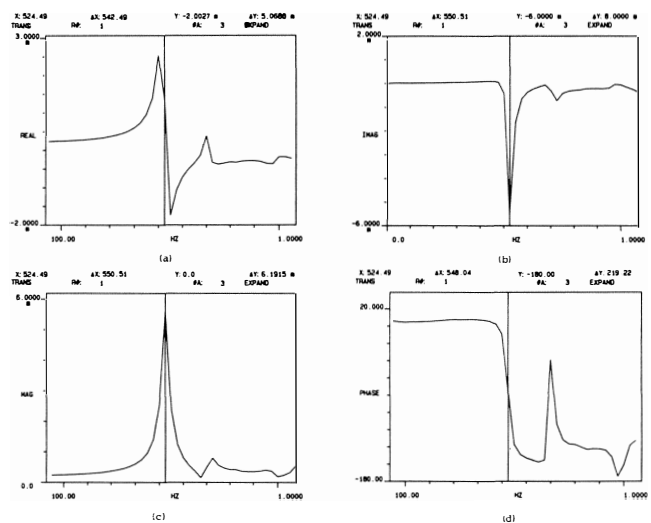 X: 524.49 ΔX: 542.49 Y: -2.0027 m ΔY: 5.0688 m
TRANS R#: 1 #A: 3 EXPAND
3.0000
m
REAL
-2.0000
m
100.00 HZ 1.0000
(a)
X: 524.49 ΔX: 550.51 Y: -6.0000 m ΔY: 8.0000 m
TRANS R#: 1 #A: 3 EXPAND
2.0000
m
IMAG
-6.0000
m
0.0 HZ 1.0000
(b)
X: 524.49 ΔX: 550.51 Y: 0.0 ΔY: 6.1915 m
TRANS R#: 1 #A: 3 EXPAND
6.0000
m
MAG
0.0
100.00 HZ 1.0000
(c)
X: 524.49 ΔX: 548.04 Y: -180.00 ΔY: 219.22
TRANS R#: 1 #A: 3 EXPAND
20.000
PHASE
-180.00
100.00 HZ 1.0000
(d)